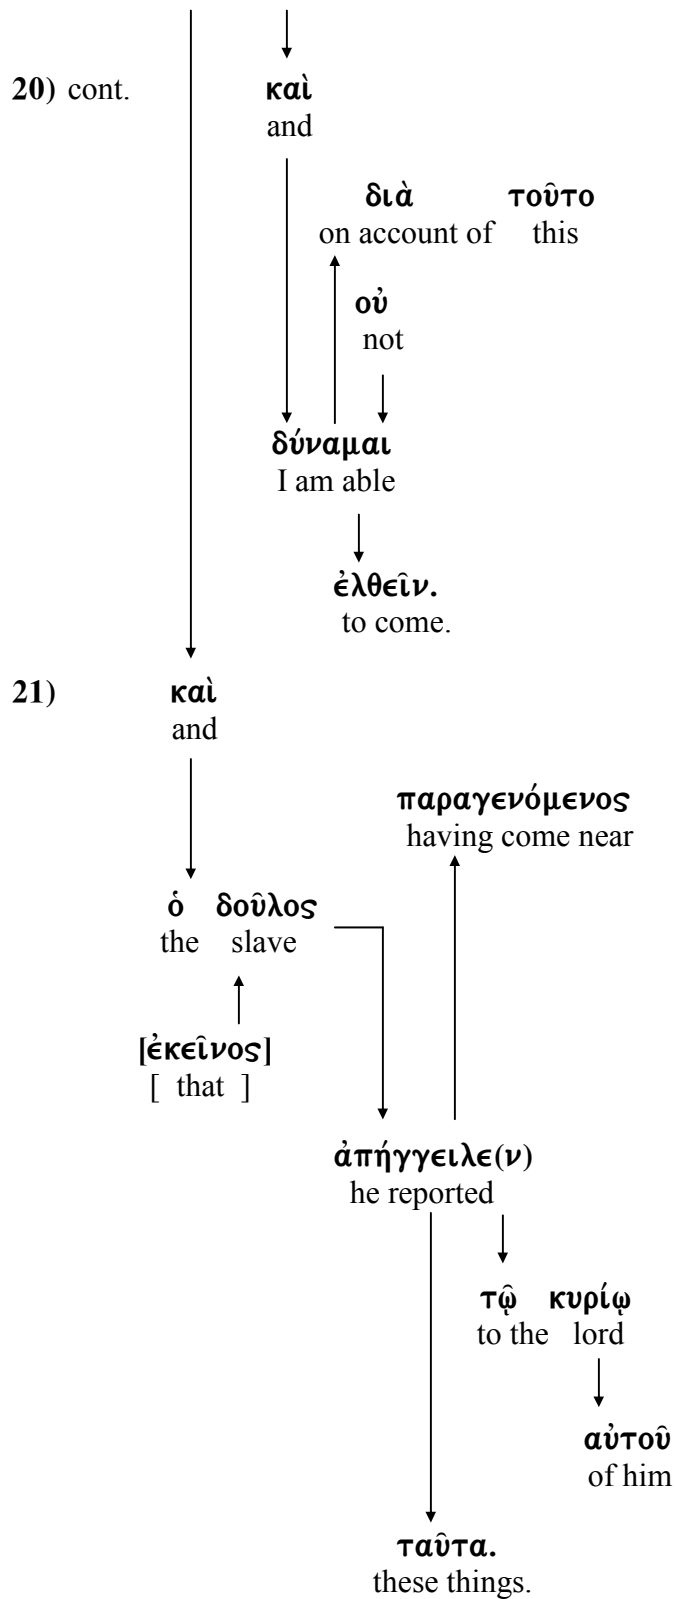 20) cont. καὶ
and
διὰ τοῦτο
on account of this
οὐ
not
δύναμαι
I am able
ἐλθεῖν.
to come.
21) καὶ
and
παραγενόμενος
having come near
ὁ δοῦλος
the slave
[ἐκεῖνος]
[ that ]
ἀπήγγειλε(ν)
he reported
τῷ κυρίῳ
to the lord
αὐτοῦ
of him
ταῦτα.
these things.